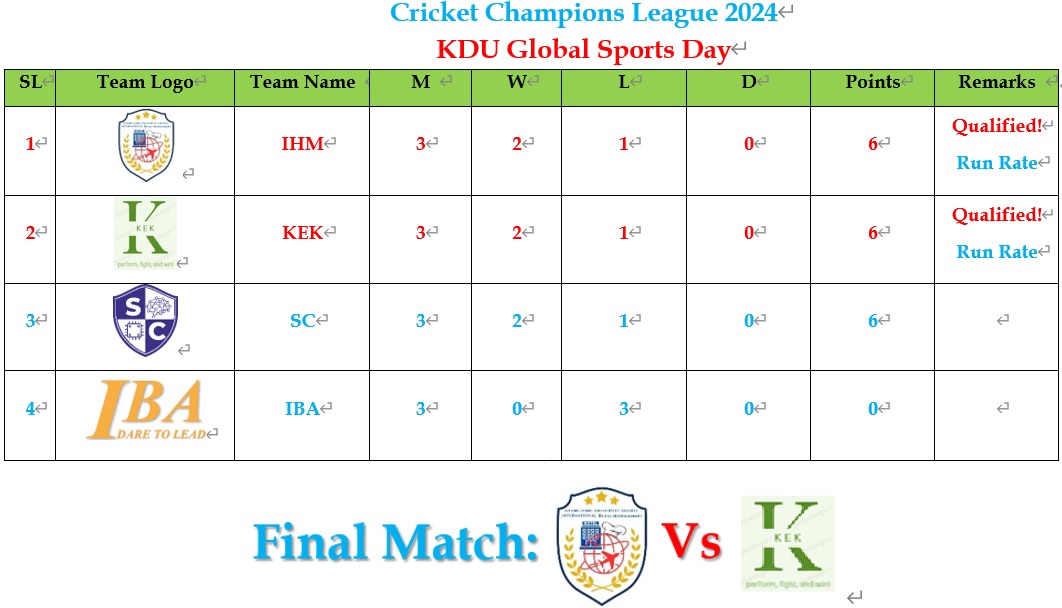 Cricket Champions League 2024
KDU Global Sports Day
SL Team Logo Team Name M W L D Points Remarks
1 IHM 3 2 1 0 6 Qualified!
Run Rate
K
KEK
perform, fight, and win!
2 KEK 3 2 1 0 6 Qualified!
Run Rate
S
C
3 SC 3 2 1 0 6
IBA
DARE TO LEAD
4 IBA 3 0 3 0 0
Final Match: Vs
K
KEK
perform, fight, and win!